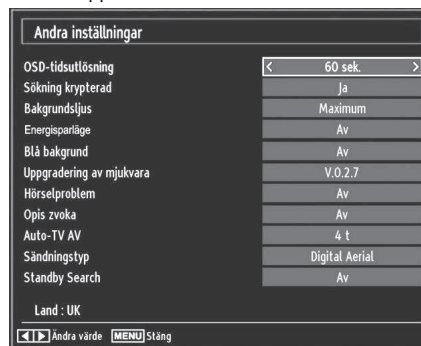 Andra inställningar
OSD-tidsutlösning < 60 sek. >
Sökning krypterad Ja
Bakgrundsljus Maximum
Energisparläge Av
Blå bakgrund Av
Uppgradering av mjukvara V.0.2.7
Hörselproblem Av
Opis zvoka Av
Auto-TV AV 4 t
Sändningstyp Digital Aerial
Standby Search Av
Land : UK
Ändra värde MENU Stäng